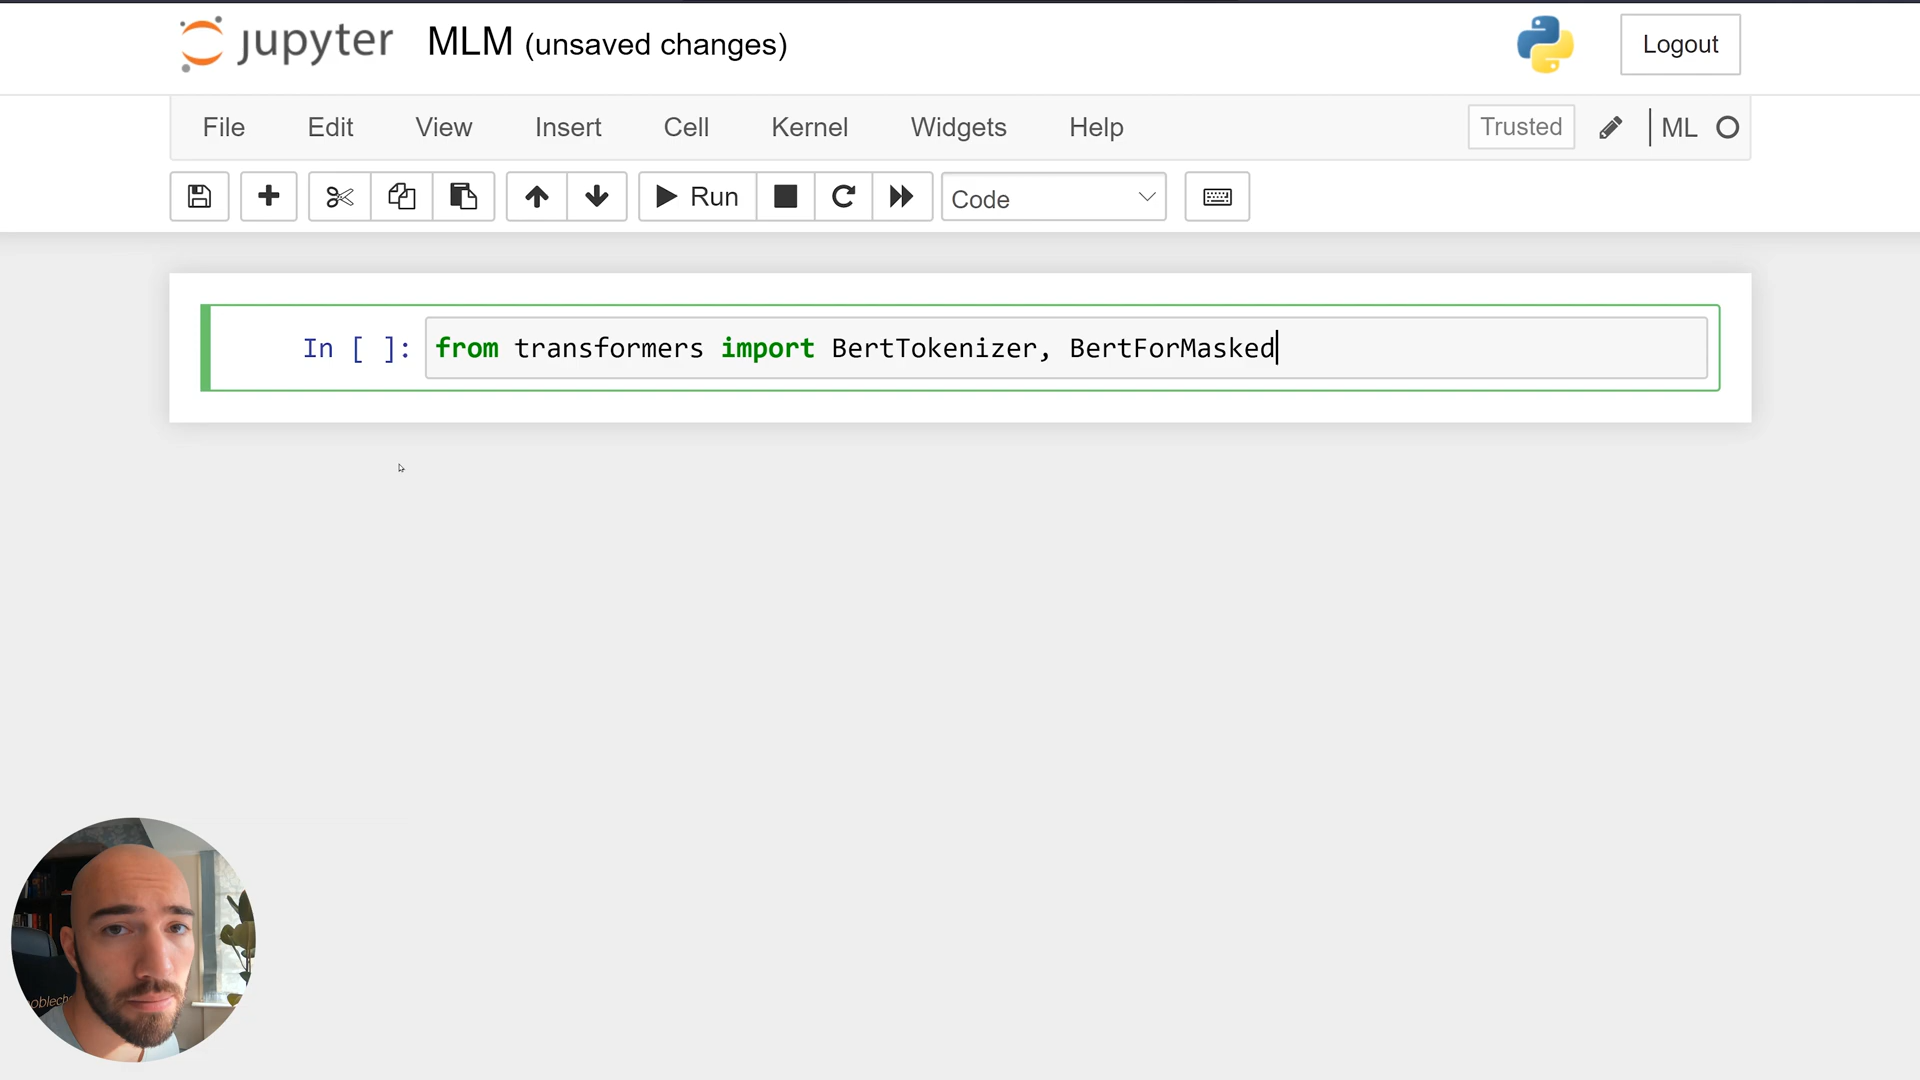 jupyter MLM (unsaved changes) Logout
File Edit View Insert Cell Kernel Widgets Help Trusted ML
Run Code
In [ ]: from transformers import BertTokenizer, BertForMasked
noblech